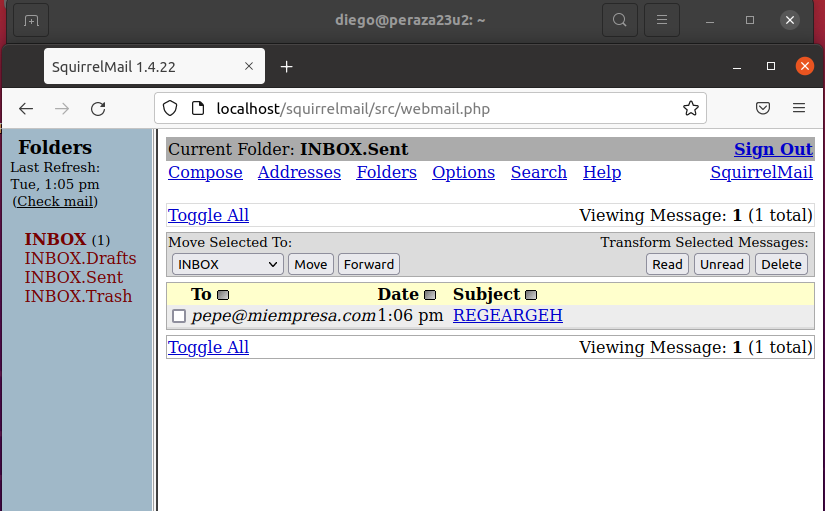 diego@peraza23u2: ~
SquirrelMail 1.4.22
localhost/squirrelmail/src/webmail.php
Folders
Last Refresh:
Tue, 1:05 pm
(Check mail)
INBOX (1)
INBOX.Drafts
INBOX.Sent
INBOX.Trash
Current Folder: INBOX.Sent Sign Out
Compose Addresses Folders Options Search Help SquirrelMail
Toggle All Viewing Message: 1 (1 total)
Move Selected To: Transform Selected Messages:
INBOX Move Forward Read Unread Delete
To Date Subject
pepe@miempresa.com 1:06 pm REGEARGEH
Toggle All Viewing Message: 1 (1 total)